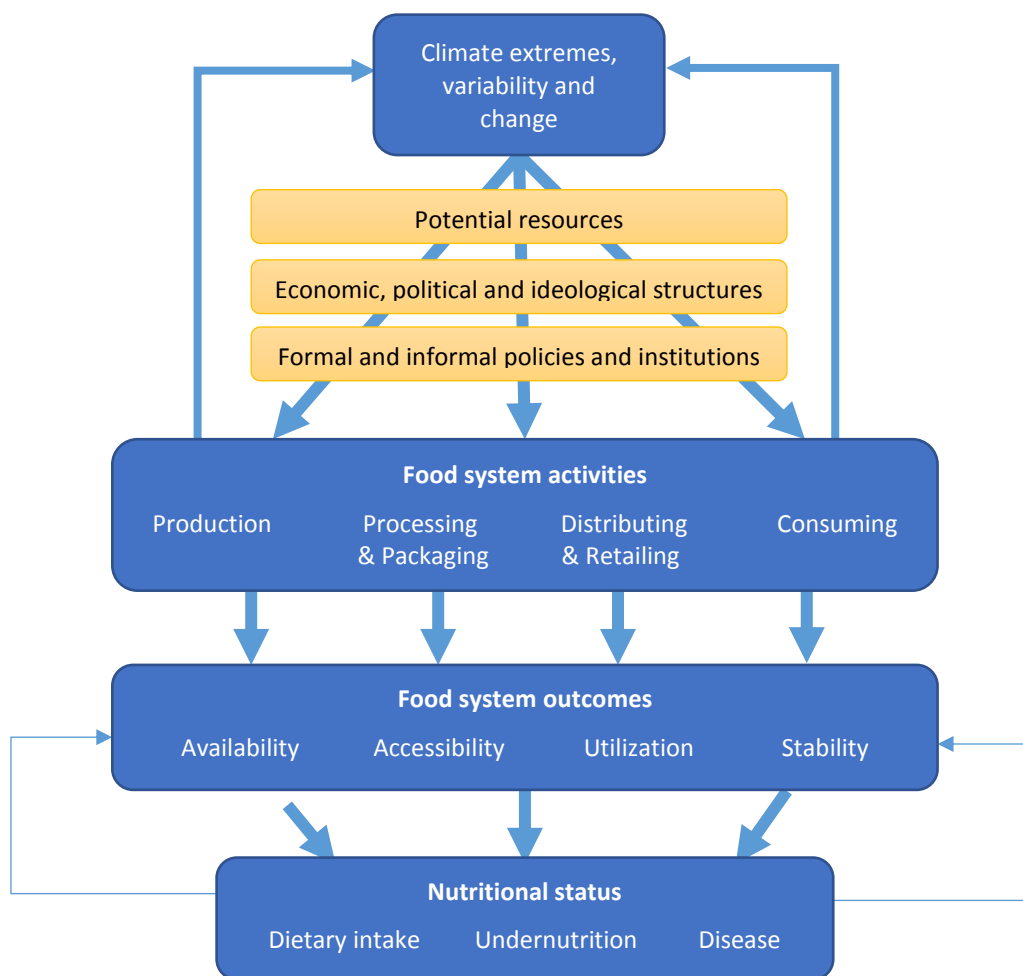 Climate extremes,
variability and
change
Potential resources
Economic, political and ideological structures
Formal and informal policies and institutions
Food system activities
Production
Processing
& Packaging
Distributing
& Retailing
Consuming
Food system outcomes
Availability
Accessibility
Utilization
Stability
Nutritional status
Dietary intake
Undernutrition
Disease